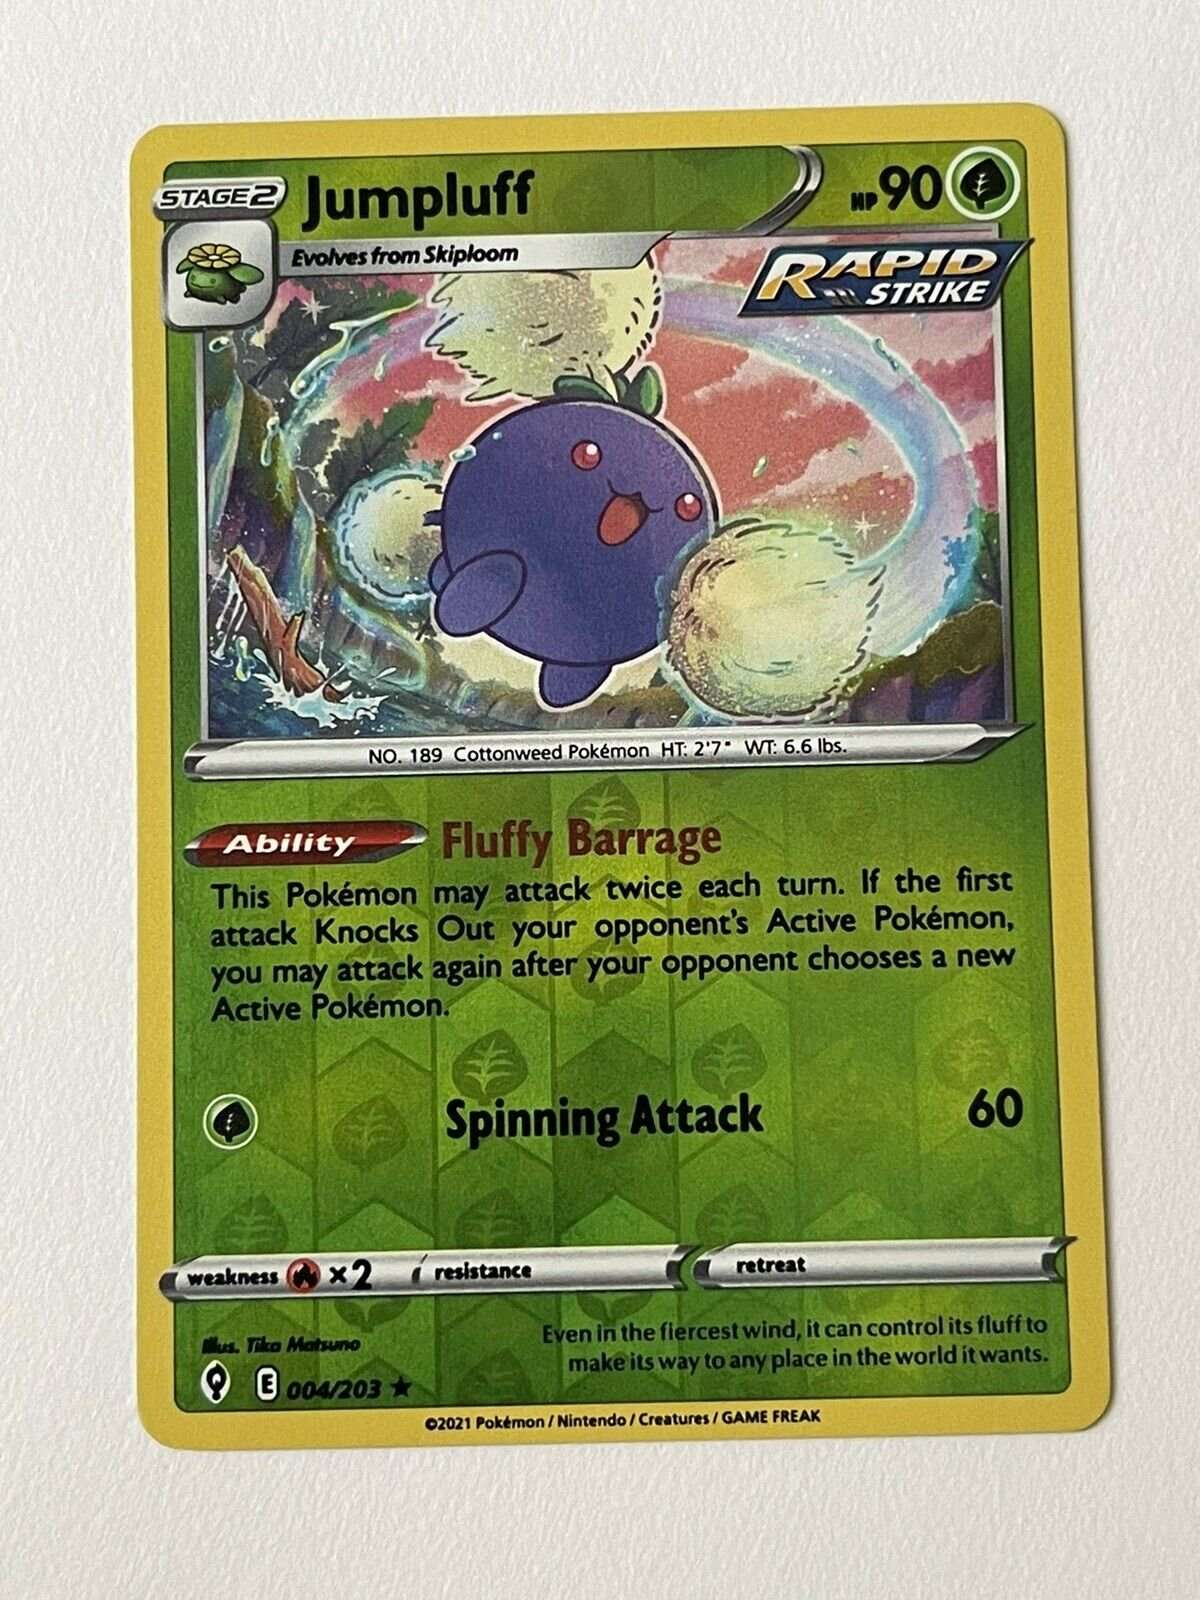 STAGE 2 Jumpluff HP 90
Evolves from Skiploom
RAPID
STRIKE
NO. 189 Cottonweed Pokémon HT: 2'7" WT: 6.6 lbs.
Ability Fluffy Barrage
This Pokémon may attack twice each turn. If the first
attack Knocks Out your opponent's Active Pokémon,
you may attack again after your opponent chooses a new
Active Pokémon.
Spinning Attack 60
weakness ×2 resistance retreat
Illus. Tika Matsuno
Even in the fiercest wind, it can control its fluff to
make its way to any place in the world it wants.
E 004/203 ★
©2021 Pokémon / Nintendo / Creatures / GAME FREAK